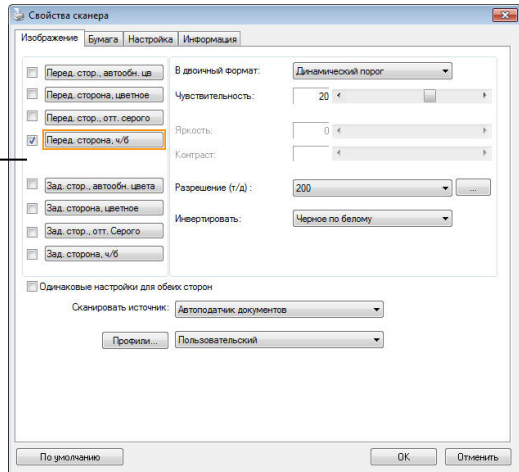 Свойства сканера
Изображение Бумага Настройка Информация
Перед. стор., автообн. цв
Перед. сторона, цветное
Перед. стор., отт. серого
Перед. сторона, ч/б
Зад. стор., автообн. цвета
Зад. сторона, цветное
Зад. стор., отт. Серого
Зад. сторона, ч/б
В двоичный формат: Динамический порог
Чувствительность: 20
Яркость: 0
Контраст:
Разрешение (т/д) : 200 ...
Инвертировать: Черное по белому
Одинаковые настройки для обеих сторон
Сканировать источник: Автоподатчик документов
Профили... Пользовательский
По умолчанию OK Отменить